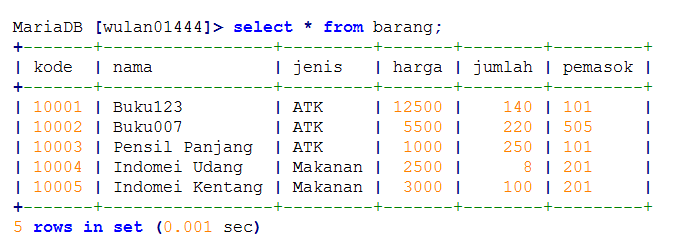 MariaDB [wulan01444]> select * from barang;
+-------+----------------+---------+-------+--------+---------+
| kode  | nama           | jenis   | harga | jumlah | pemasok |
+-------+----------------+---------+-------+--------+---------+
| 10001 | Buku123        | ATK     | 12500 |    140 | 101     |
| 10002 | Buku007        | ATK     |  5500 |    220 | 505     |
| 10003 | Pensil Panjang | ATK     |  1000 |    250 | 101     |
| 10004 | Indomei Udang  | Makanan |  2500 |      8 | 201     |
| 10005 | Indomei Kentang | Makanan |  3000 |    100 | 201     |
+-------+----------------+---------+-------+--------+---------+
5 rows in set (0.001 sec)